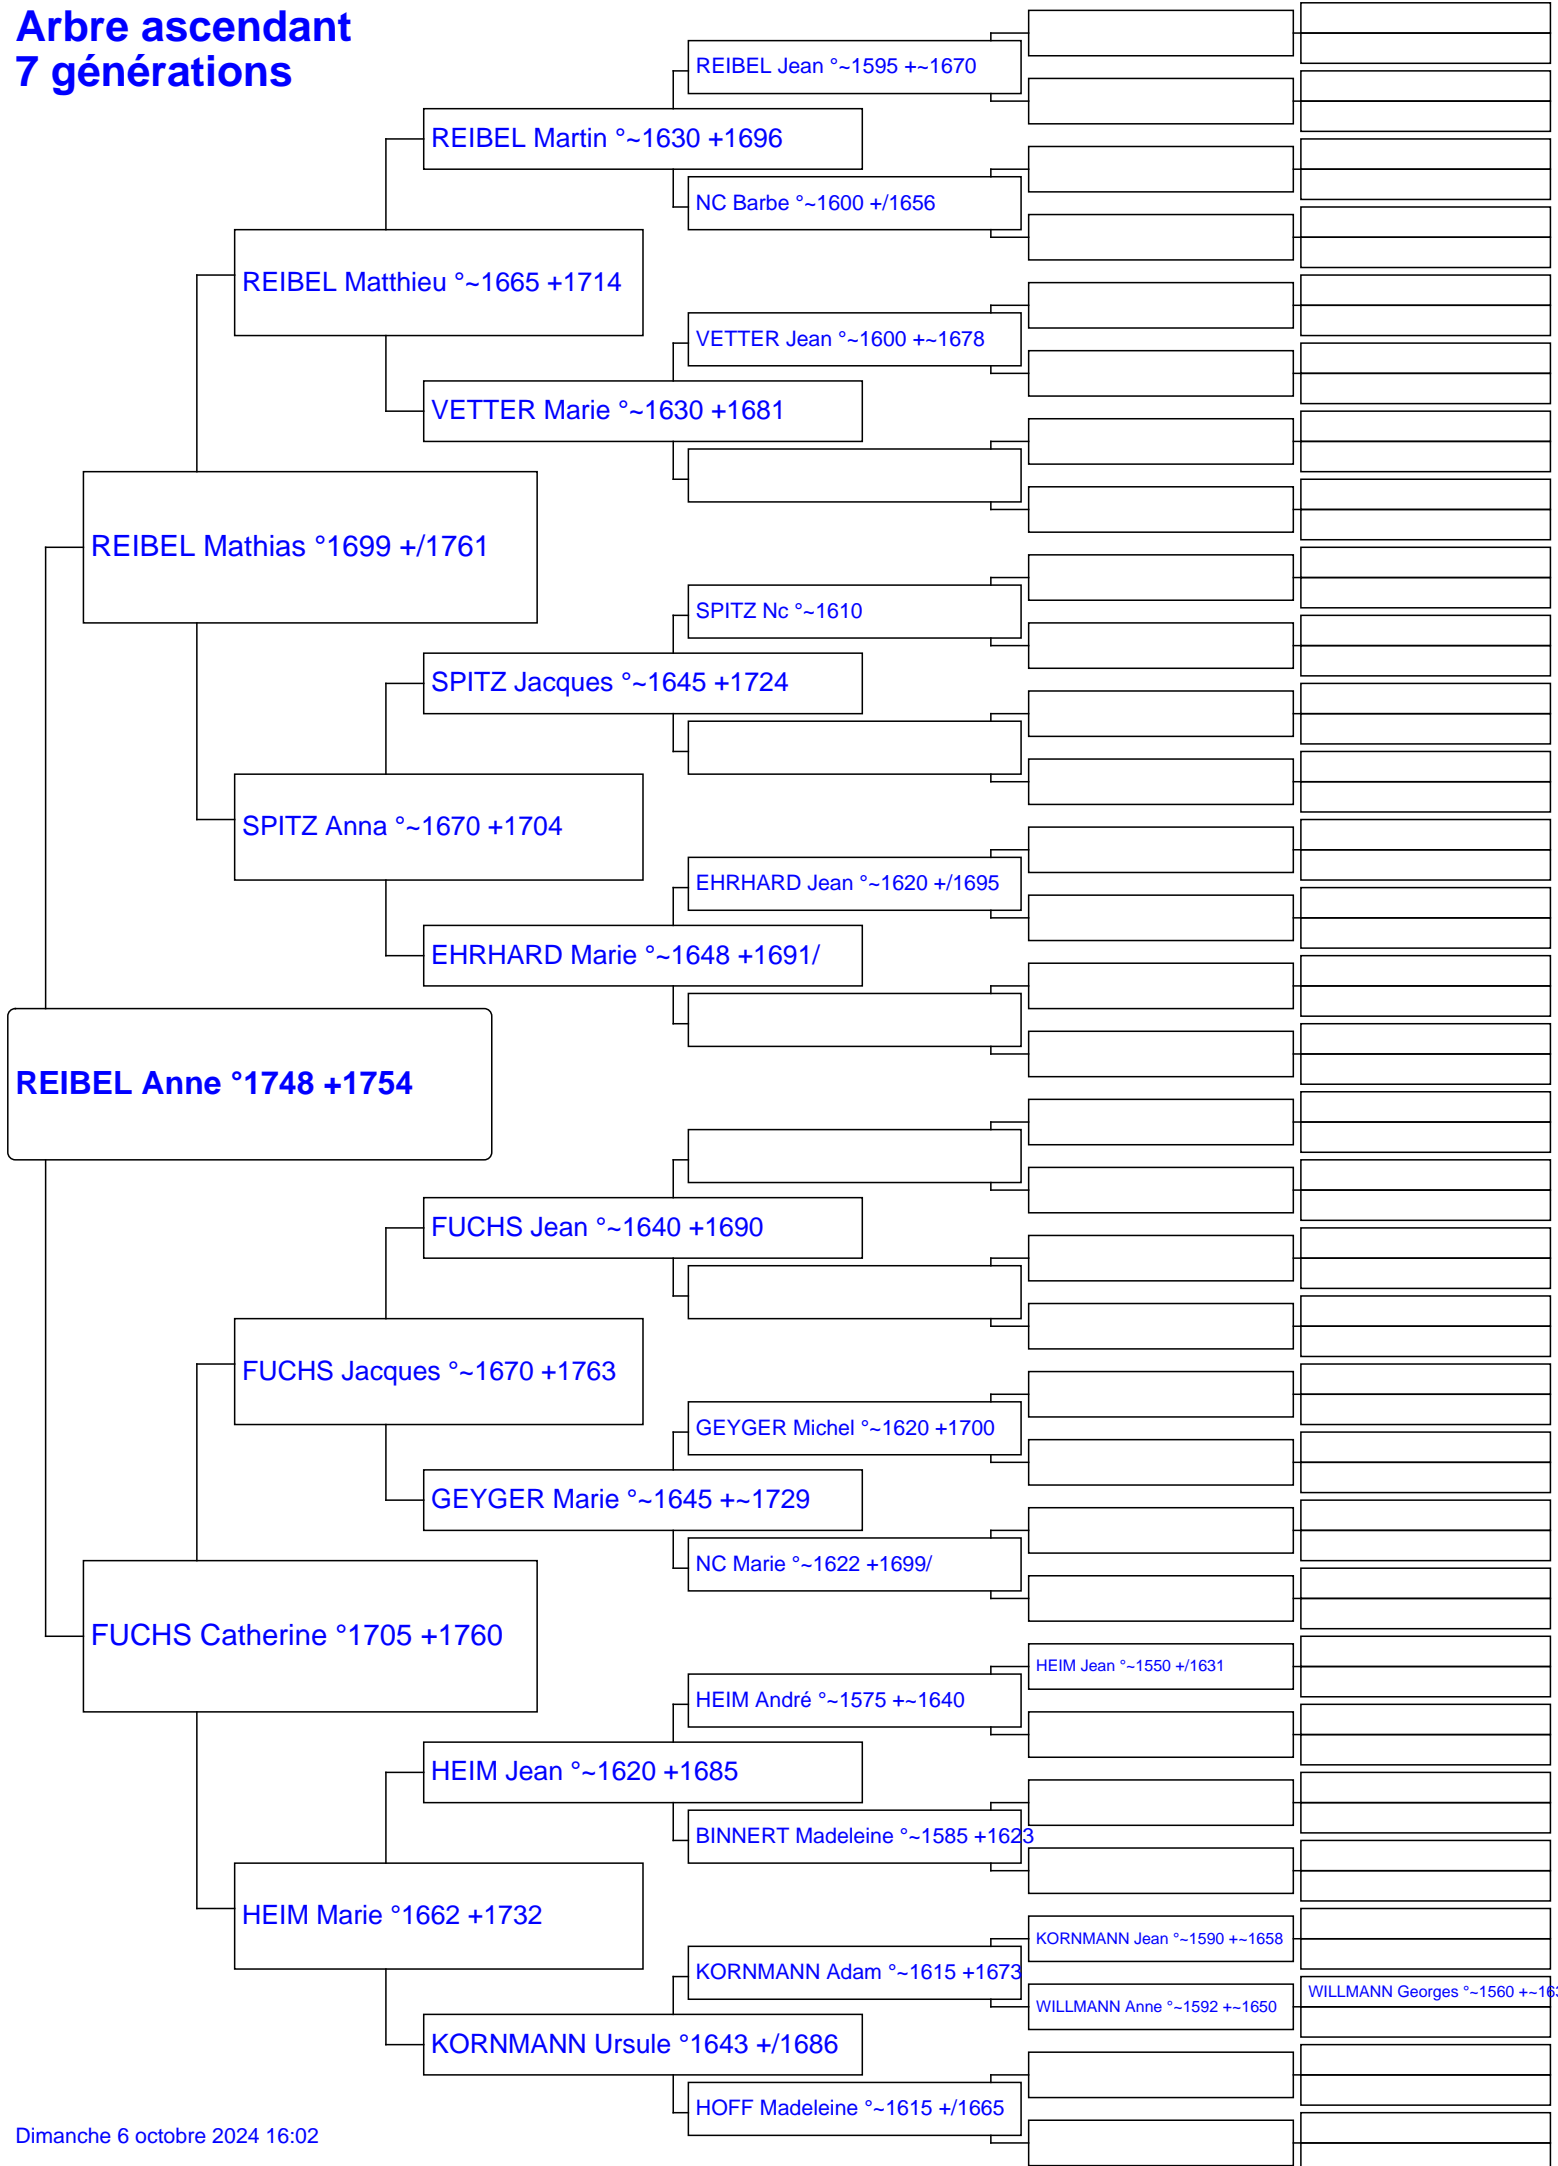 Arbre ascendant
7 générations
REIBEL Jean °~1595 +~1670
REIBEL Martin °~1630 +1696
NC Barbe °~1600 +/1656
REIBEL Matthieu °~1665 +1714
VETTER Jean °~1600 +~1678
VETTER Marie °~1630 +1681
REIBEL Mathias °1699 +/1761
SPITZ Nc °~1610
SPITZ Jacques °~1645 +1724
SPITZ Anna °~1670 +1704
EHRHARD Jean °~1620 +/1695
EHRHARD Marie °~1648 +1691/
REIBEL Anne °1748 +1754
FUCHS Jean °~1640 +1690
FUCHS Jacques °~1670 +1763
GEYGER Michel °~1620 +1700
GEYGER Marie °~1645 +~1729
NC Marie °~1622 +1699/
FUCHS Catherine °1705 +1760
HEIM Jean °~1550 +/1631
HEIM André °~1575 +~1640
HEIM Jean °~1620 +1685
BINNERT Madeleine °~1585 +1623
HEIM Marie °1662 +1732
KORNMANN Jean °~1590 +~1658
KORNMANN Adam °~1615 +1673
WILLMANN Georges °~1560 +~163
WILLMANN Anne °~1592 +~1650
KORNMANN Ursule °1643 +/1686
HOFF Madeleine °~1615 +/1665
Dimanche 6 octobre 2024 16:02